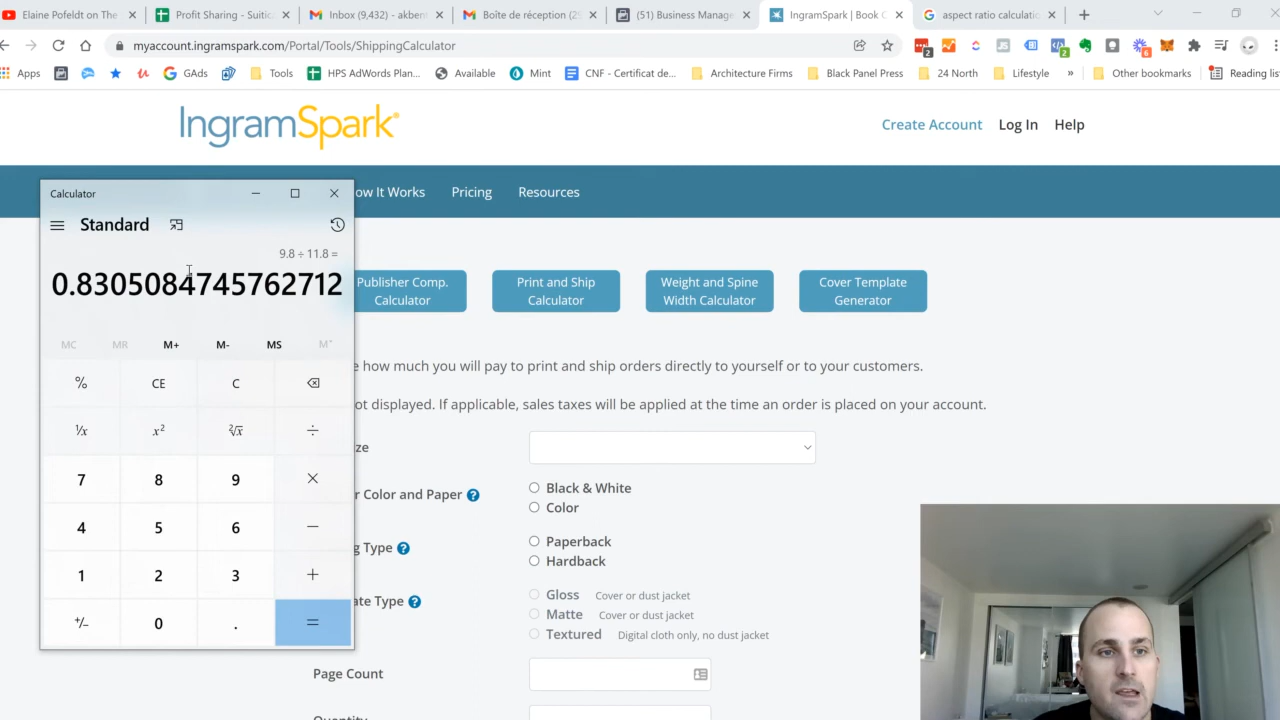 Elaine Pofeldt on The
Profit Sharing - Suitic
Inbox (9,432) - akben
Boîte de réception (25
(51) Business Manage
IngramSpark | Book C
aspect ratio calculatio
myaccount.ingramspark.com/Portal/Tools/ShippingCalculator
Apps
GAds
Tools
HPS AdWords Plan...
Available
Mint
CNF - Certificat de...
Architecture Firms
Black Panel Press
24 North
Lifestyle
»
Other bookmarks
Reading list
IngramSpark®
Create Account
Log In
Help
ow It Works
Pricing
Resources
Calculator
Standard
9.8 ÷ 11.8 =
0.8305084745762712
MC MR M+ M- MS M˅
% CE C
¹/x x² ²√x ÷
7 8 9 ×
4 5 6 −
1 2 3 +
+/− 0 . =
Publisher Comp.
Calculator
Print and Ship
Calculator
Weight and Spine
Width Calculator
Cover Template
Generator
e how much you will pay to print and ship orders directly to yourself or to your customers.
ot displayed. If applicable, sales taxes will be applied at the time an order is placed on your account.
ze
r Color and Paper ?
Black & White
Color
g Type ?
Paperback
Hardback
ate Type ?
Gloss Cover or dust jacket
Matte Cover or dust jacket
Textured Digital cloth only, no dust jacket
Page Count
Quantity